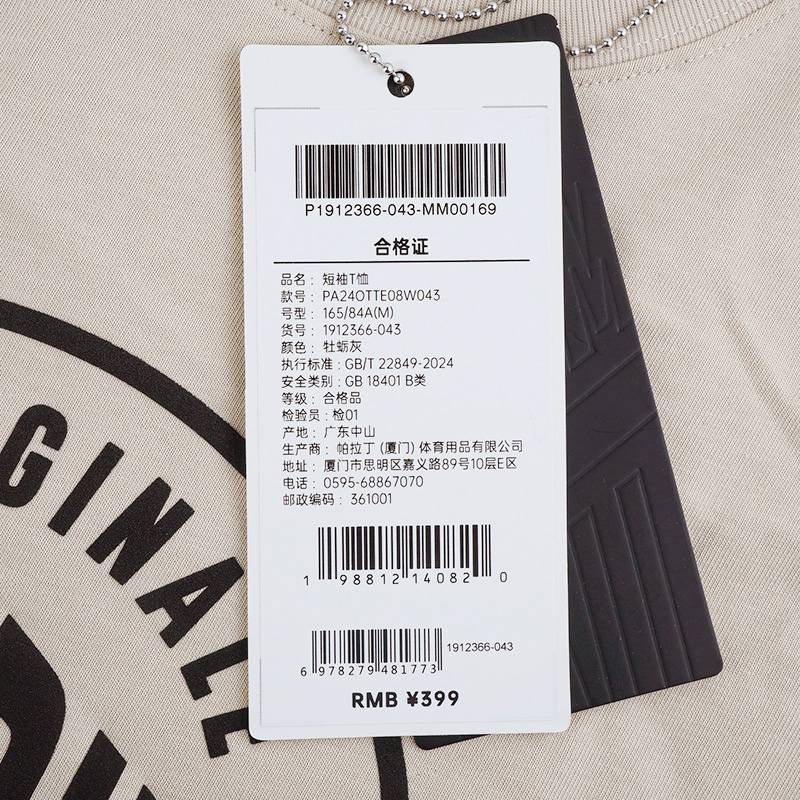 P1912366-043-MM00169
合格证
品名： 短袖T恤
款号： PA24OTTE08W043
号型： 165/84A(M)
货号： 1912366-043
颜色： 牡蛎灰
执行标准：GB/T 22849-2024
安全类别：GB 18401 B类
等级：合格品
检验员：检01
产地： 广东中山
生产商： 帕拉丁 (厦门) 体育用品有限公司
地址： 厦门市思明区嘉义路89号10层E区
电话： 0595-68867070
邮政编码： 361001
1 98812 14082 0
6 978279 481773
1912366-043
RMB ¥399
GINALL